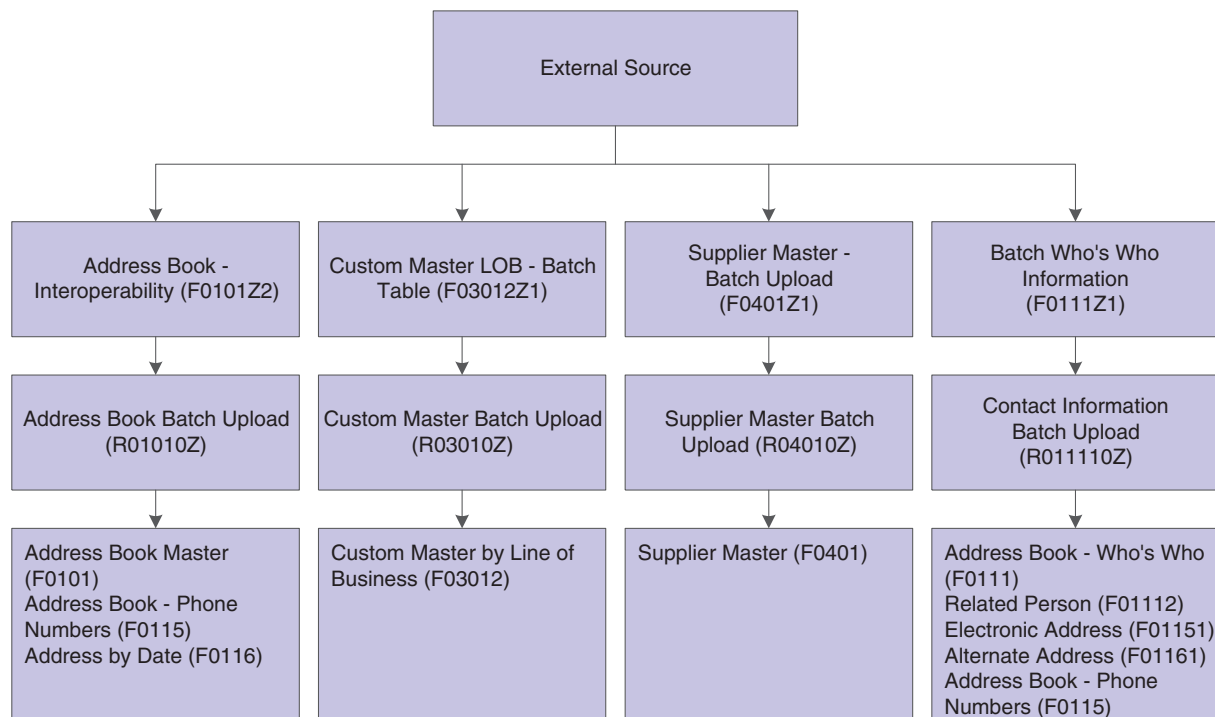 External Source
Address Book -
Interoperability (F0101Z2)
Custom Master LOB - Batch
Table (F03012Z1)
Supplier Master -
Batch Upload
(F0401Z1)
Batch Who's Who
Information
(F0111Z1)
Address Book Batch Upload
(R01010Z)
Custom Master Batch Upload
(R03010Z)
Supplier Master Batch
Upload (R04010Z)
Contact Information
Batch Upload
(R011110Z)
Address Book Master
(F0101)
Address Book - Phone
Numbers (F0115)
Address by Date (F0116)
Custom Master by Line of
Business (F03012)
Supplier Master (F0401)
Address Book - Who's Who
(F0111)
Related Person (F01112)
Electronic Address (F01151)
Alternate Address (F01161)
Address Book - Phone
Numbers (F0115)